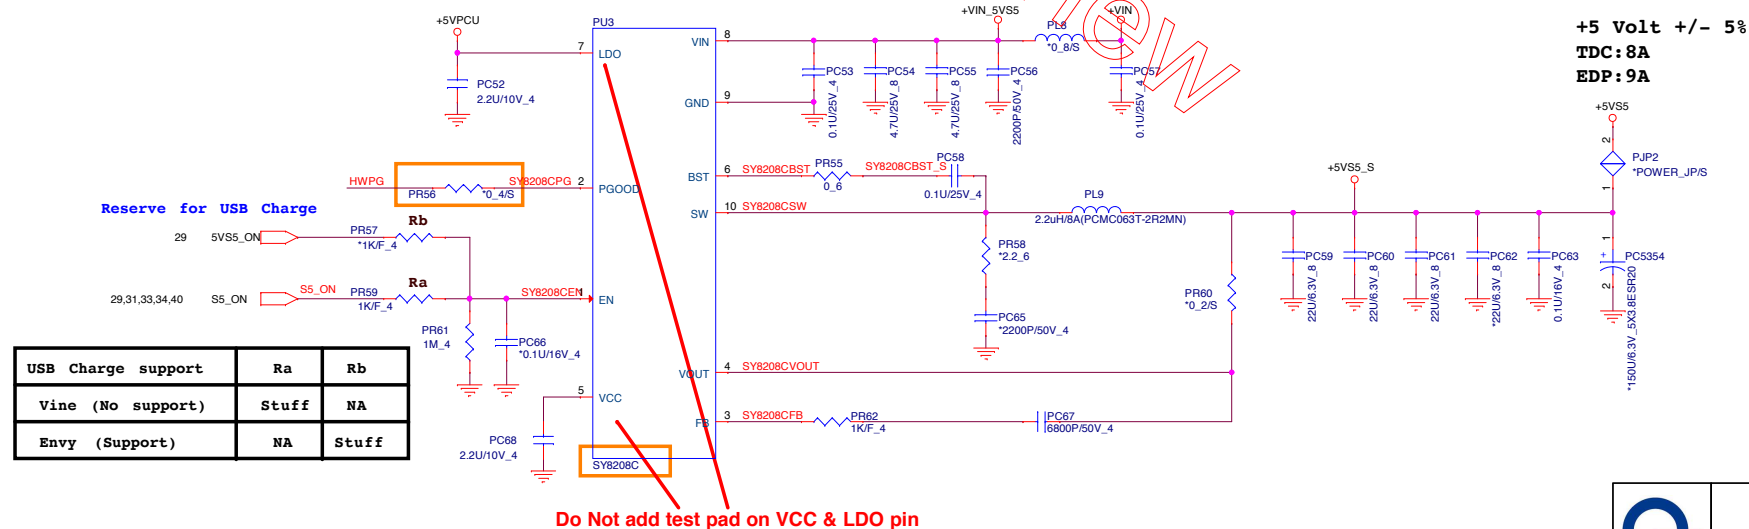 +5VPCU
PU3
+VIN_5VS5
PL8
*0_8/S
+VIN
+5 Volt +/- 5%
TDC:8A
EDP:9A
7
LDO
VIN
8
PC52
2.2U/10V_4
GND
9
PC53
0.1U/25V_4
PC54
4.7U/25V_8
PC55
4.7U/25V_8
PC56
2200P/50V_4
PC57
0.1U/25V_4
+5VS5
2
PJP2
*POWER_JP/S
1
HWPG
PR56
*0_4/S
SY8208CPG
2
PGOOD
BST
6
SY8208CBST
PR55
0_6
SY8208CBST_S
PC58
0.1U/25V_4
+5VS5_S
Reserve for USB Charge
SW
10
SY8208CSW
PL9
2.2uH/8A(PCMC063T-2R2MN)
29
5VS5_ON
PR57
*1K/F_4
Rb
PR58
*2.2_6
PC59
22U/6.3V_8
PC60
22U/6.3V_8
PC61
22U/6.3V_8
PC62
*22U/6.3V_8
PC63
0.1U/16V_4
1
+
PC5354
2
*150U/6.3V_5X3.8ESR20
29,31,33,34,40
S5_ON
S5_ON
PR59
1K/F_4
Ra
SY8208CEN
1
EN
PR60
*0_2/S
PR61
1M_4
PC66
*0.1U/16V_4
PC65
*2200P/50V_4
USB Charge support Ra Rb
Vine (No support) Stuff NA
Envy (Support) NA Stuff
VOUT
4
SY8208CVOUT
5
VCC
PC68
2.2U/10V_4
FB
3
SY8208CFB
PR62
1K/F_4
PC67
6800P/50V_4
SY8208C
Do Not add test pad on VCC & LDO pin